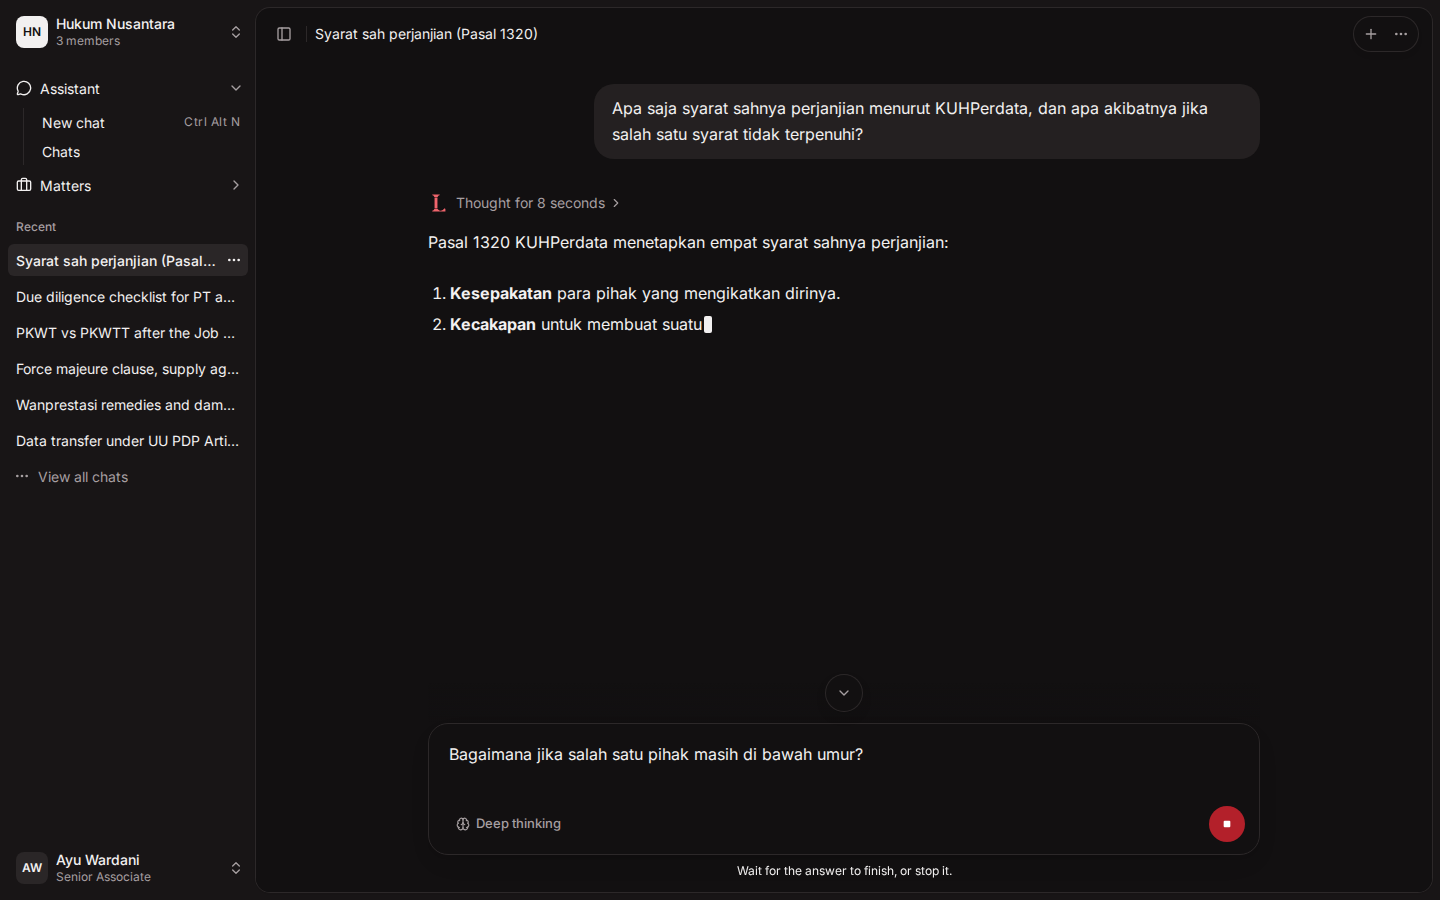 HN
Hukum Nusantara
3 members
Assistant
New chat
Ctrl Alt N
Chats
Matters
Recent
Syarat sah perjanjian (Pasal...
Due diligence checklist for PT a...
PKWT vs PKWTT after the Job ...
Force majeure clause, supply ag...
Wanprestasi remedies and dam...
Data transfer under UU PDP Arti...
View all chats
AW
Ayu Wardani
Senior Associate
Syarat sah perjanjian (Pasal 1320)
Apa saja syarat sahnya perjanjian menurut KUHPerdata, dan apa akibatnya jika
salah satu syarat tidak terpenuhi?
L
Thought for 8 seconds
Pasal 1320 KUHPerdata menetapkan empat syarat sahnya perjanjian:
1. Kesepakatan para pihak yang mengikatkan dirinya.
2. Kecakapan untuk membuat suatu
Bagaimana jika salah satu pihak masih di bawah umur?
Deep thinking
Wait for the answer to finish, or stop it.